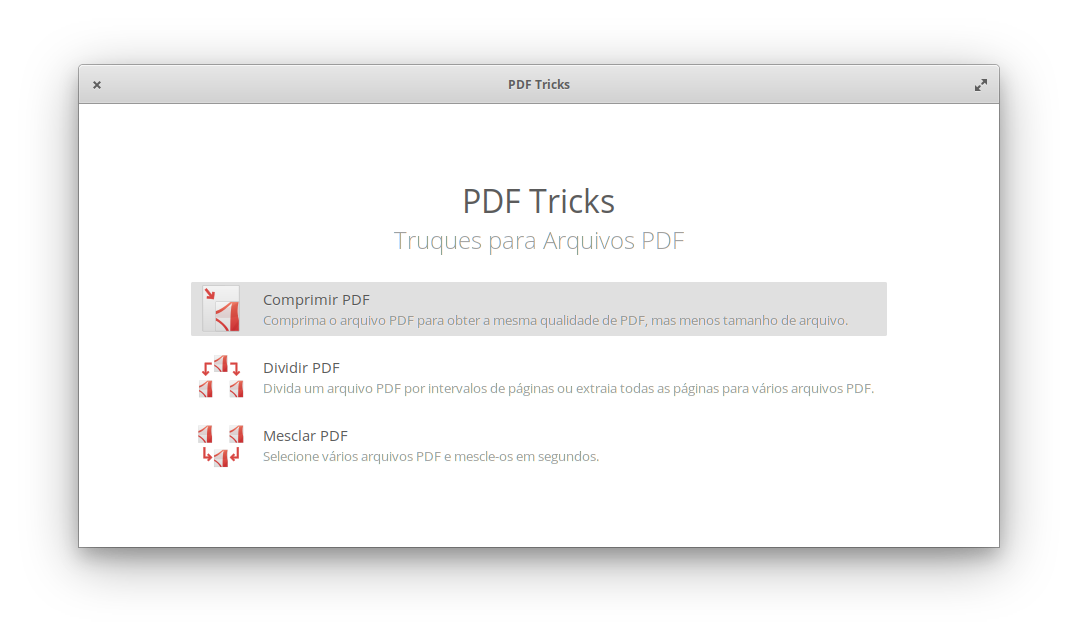 PDF Tricks
PDF Tricks
Truques para Arquivos PDF
Comprimir PDF
Comprima o arquivo PDF para obter a mesma qualidade de PDF, mas menos tamanho de arquivo.
Dividir PDF
Divida um arquivo PDF por intervalos de páginas ou extraia todas as páginas para vários arquivos PDF.
Mesclar PDF
Selecione vários arquivos PDF e mescle-os em segundos.